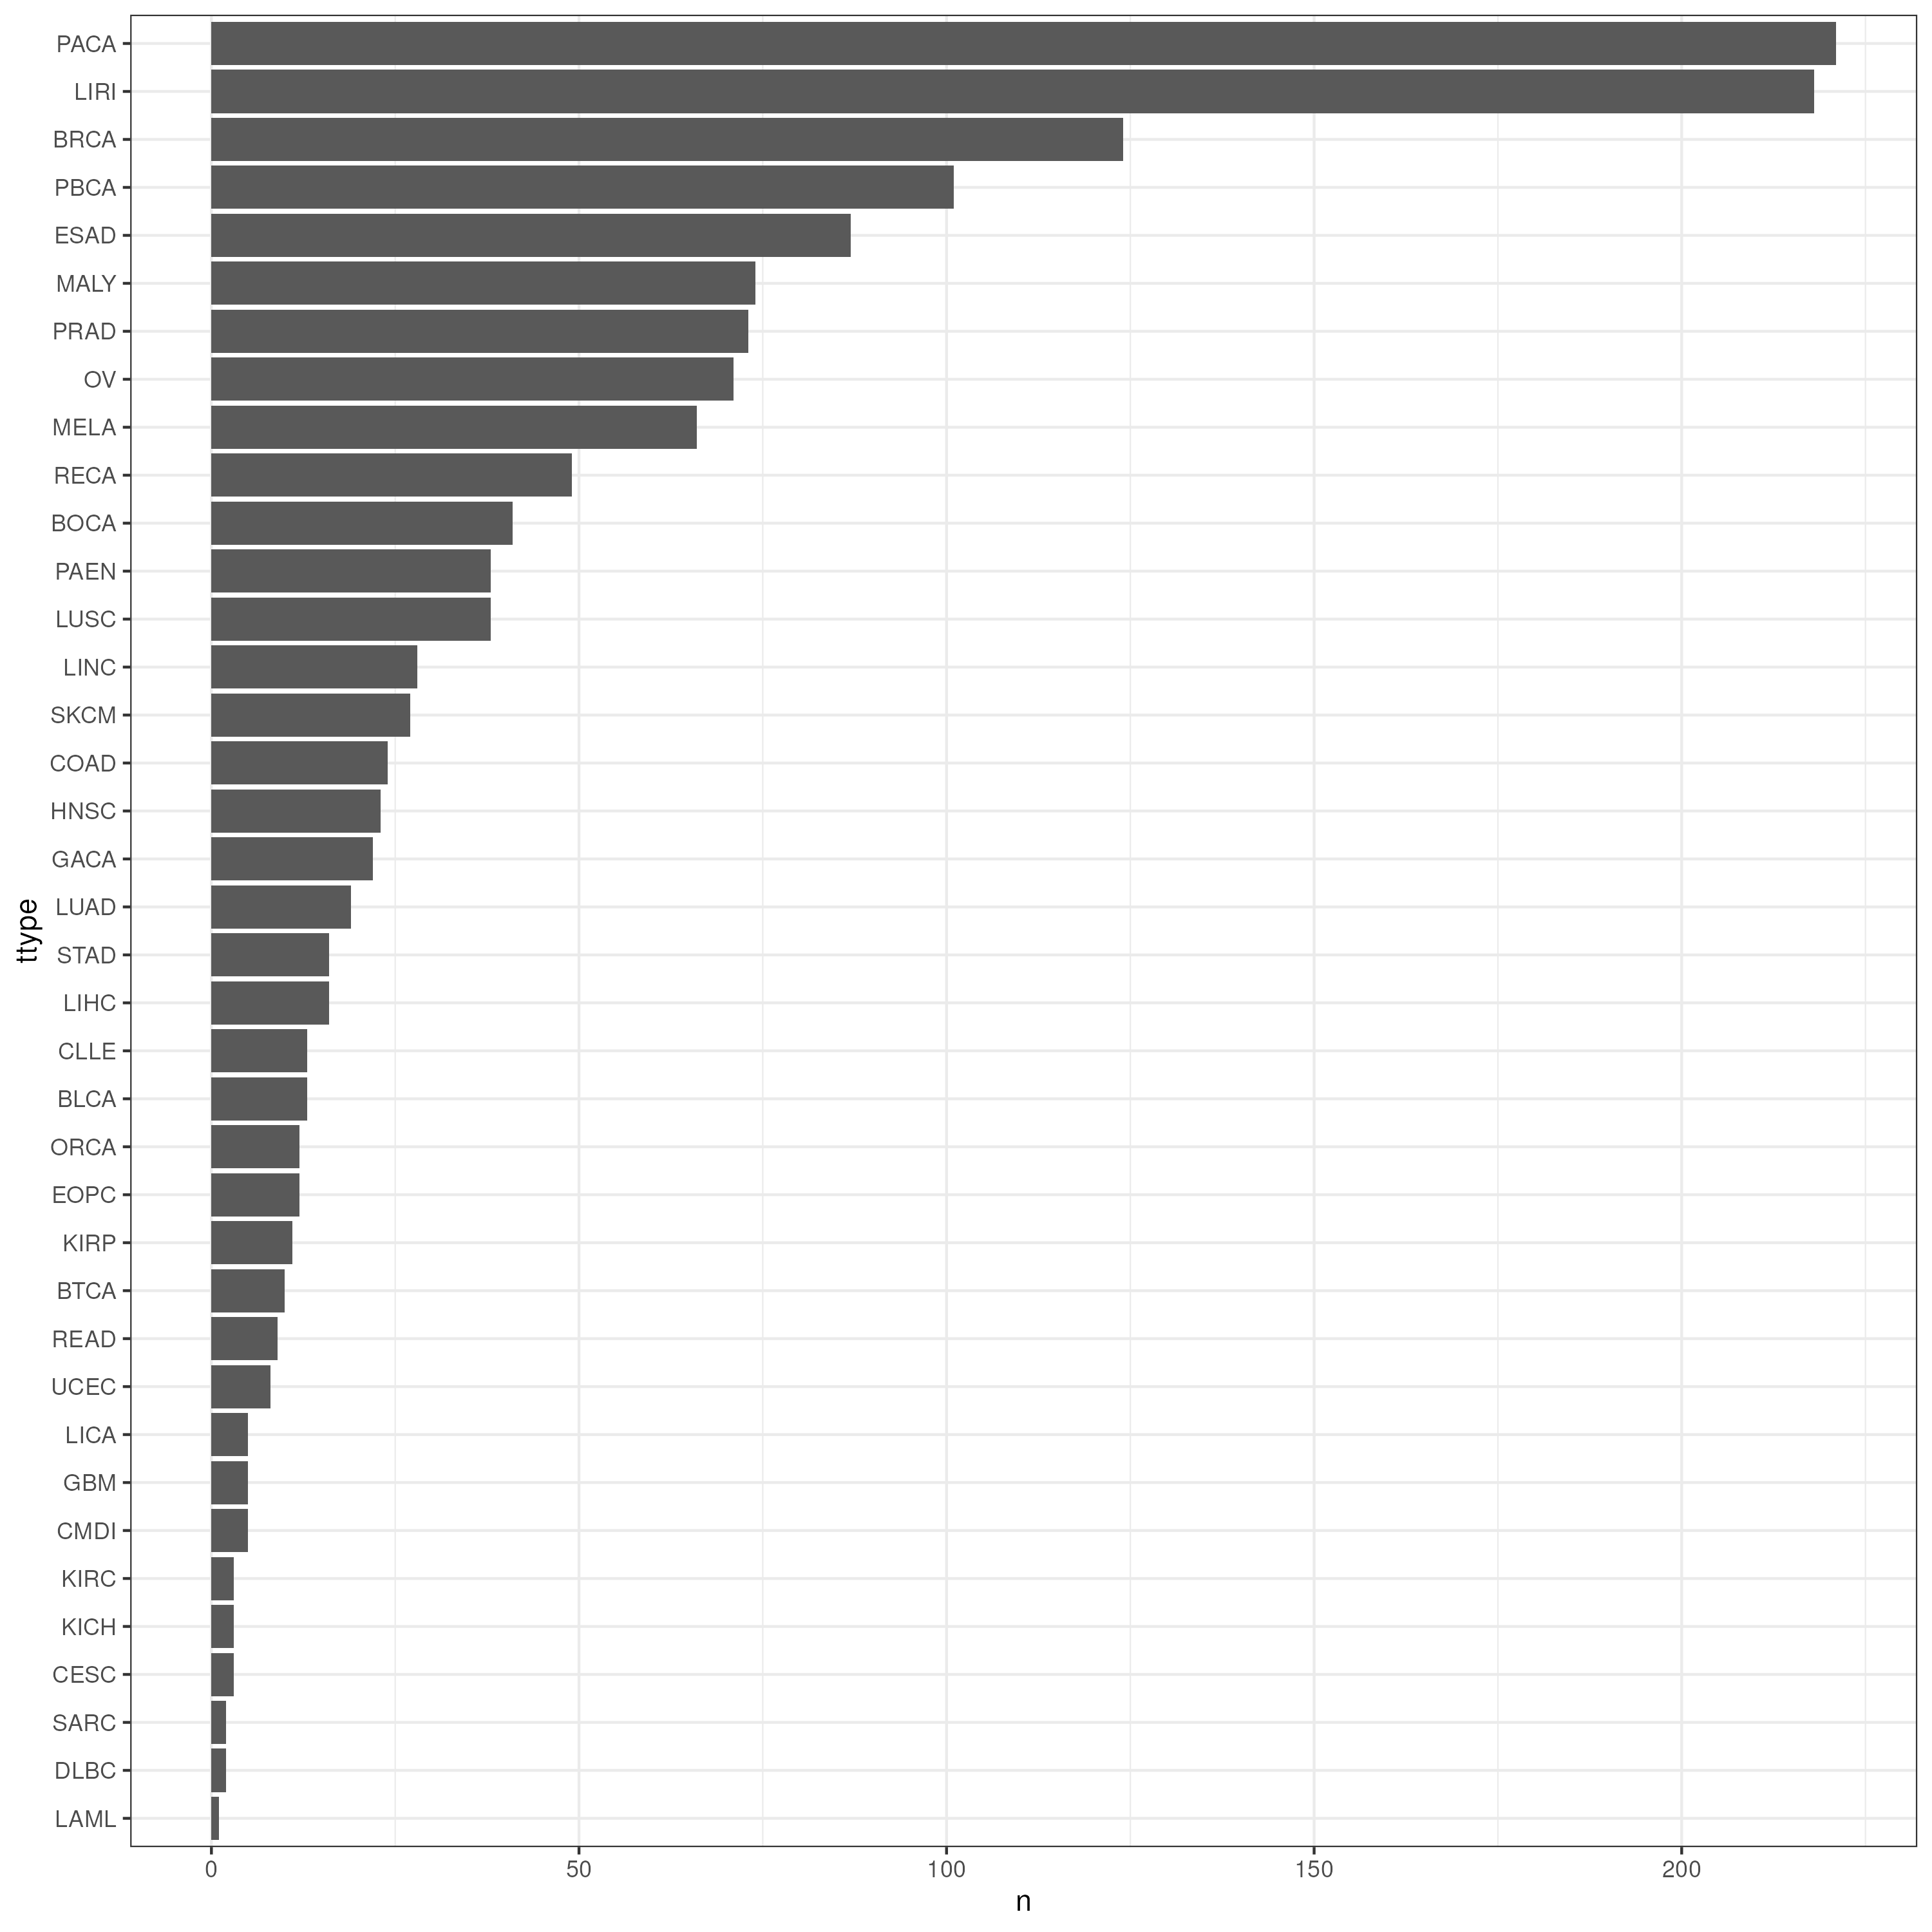 PACA
LIRI
BRCA
PBCA
ESAD
MALY
PRAD
OV
MELA
RECA
BOCA
PAEN
LUSC
LINC
SKCM
COAD
HNSC
GACA
LUAD
STAD
LIHC
CLLE
BLCA
ORCA
EOPC
KIRP
BTCA
READ
UCEC
LICA
GBM
CMDI
KIRC
KICH
CESC
SARC
DLBC
LAML
ttype
0 50 100 150 200
n